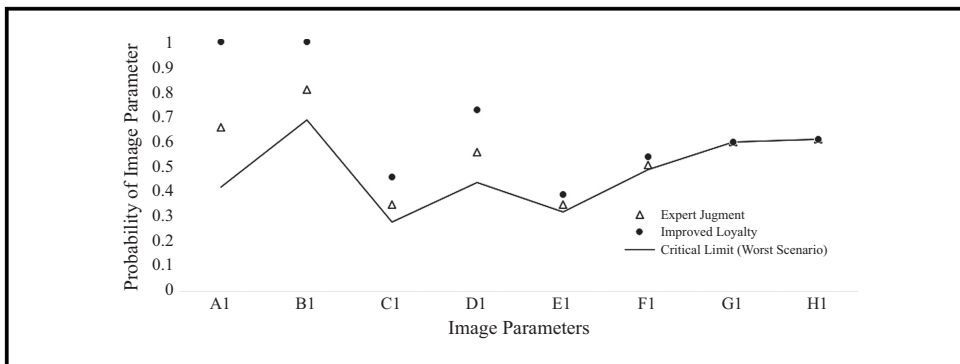 Probability of Image Parameter
1
0.9
0.8
0.7
0.6
0.5
0.4
0.3
0.2
0.1
0
Expert Jugment
Improved Loyalty
Critical Limit (Worst Scenario)
A1 B1 C1 D1 E1 F1 G1 H1
Image Parameters